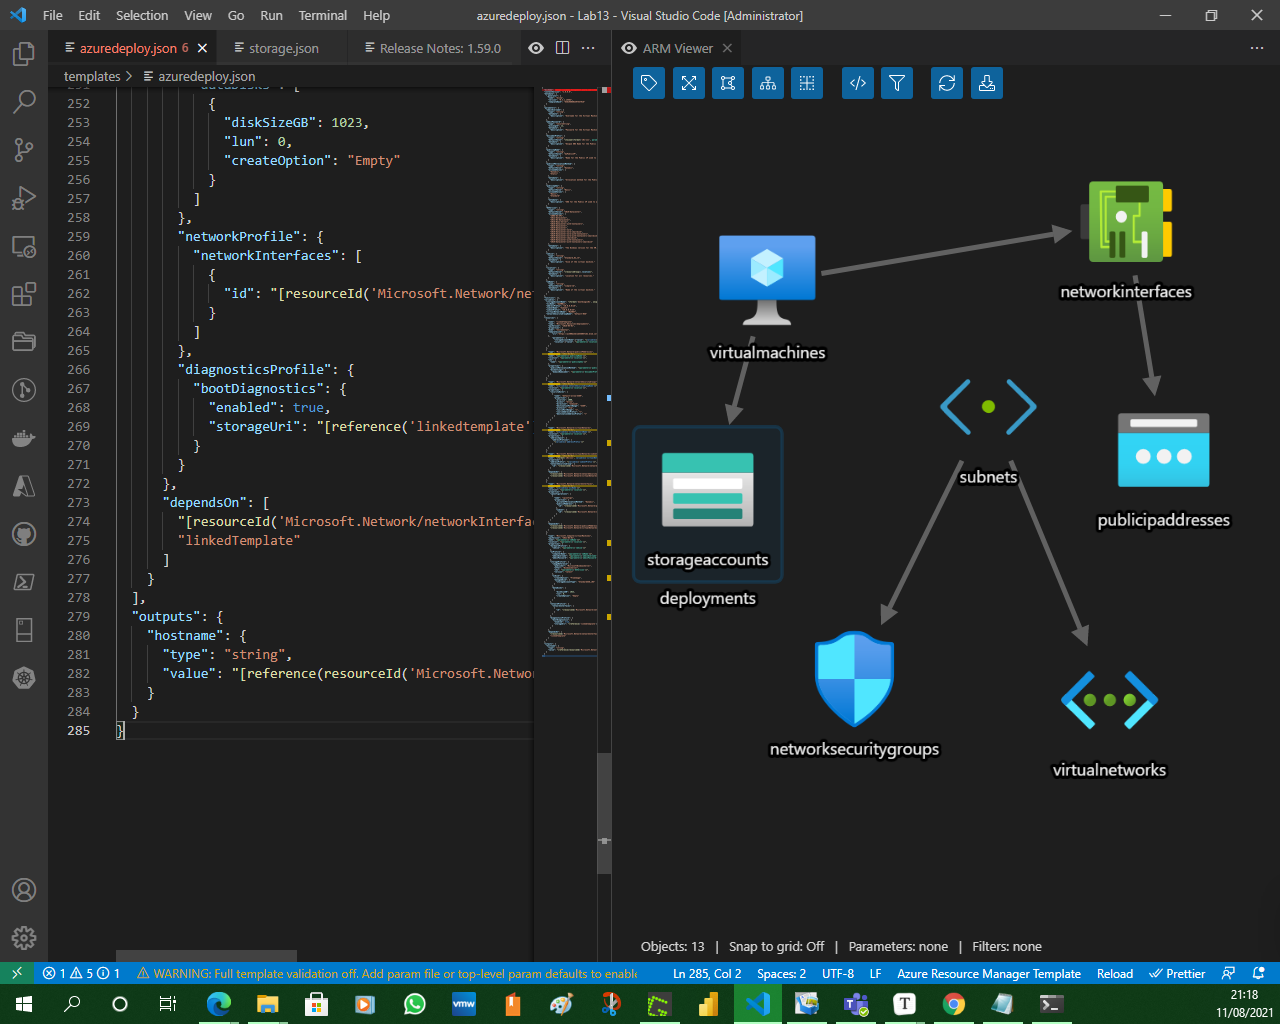 File Edit Selection View Go Run Terminal Help
azuredeploy.json - Lab13 - Visual Studio Code [Administrator]
azuredeploy.json 6
storage.json
Release Notes: 1.59.0
ARM Viewer
templates > azuredeploy.json
252 {
253 "diskSizeGB": 1023,
254 "lun": 0,
255 "createOption": "Empty"
256 }
257 ]
258 },
259 "networkProfile": {
260 "networkInterfaces": [
261 {
262 "id": "[resourceId('Microsoft.Network/ne
263 }
264 ]
265 },
266 "diagnosticsProfile": {
267 "bootDiagnostics": {
268 "enabled": true,
269 "storageUri": "[reference('linkedtemplate'
270 }
271 }
272 },
273 "dependsOn": [
274 "[resourceId('Microsoft.Network/networkInterfac
275 "linkedTemplate"
276 ]
277 }
278 ],
279 "outputs": {
280 "hostname": {
281 "type": "string",
282 "value": "[reference(resourceId('Microsoft.Netwo
283 }
284 }
285 }
virtualmachines
networkinterfaces
subnets
publicipaddresses
storageaccounts
deployments
networksecuritygroups
virtualnetworks
Objects: 13 | Snap to grid: Off | Parameters: none | Filters: none
1 5 1 WARNING: Full template validation off. Add param file or top-level param defaults to enable
Ln 285, Col 2 Spaces: 2 UTF-8 LF Azure Resource Manager Template Reload Prettier
vmw
T
21:18
11/08/2021